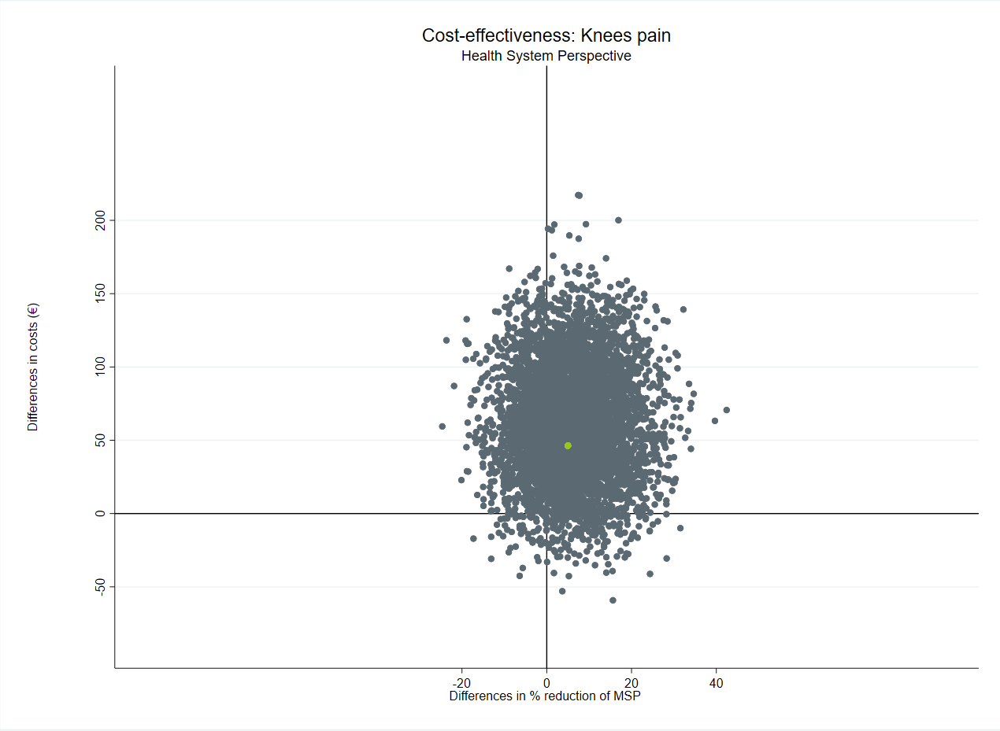 Cost-effectiveness: Knees pain
Health System Perspective
Differences in costs (€)
200
150
100
50
0
-50
-20 0 20 40
Differences in % reduction of MSP